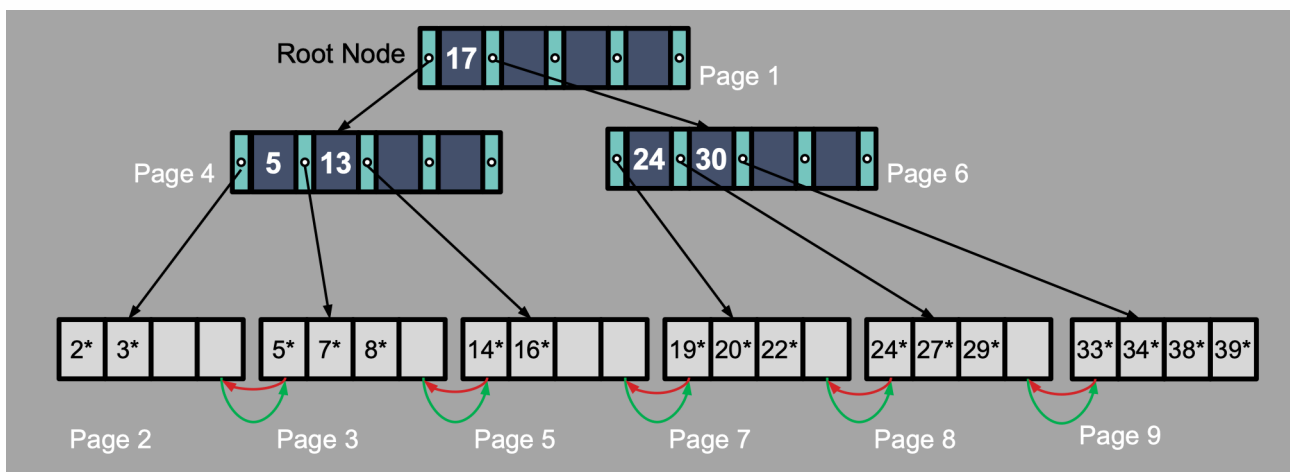 Root Node 17 Page 1
Page 4 5 13 24 30 Page 6
2* 3* 5* 7* 8* 14* 16* 19* 20* 22* 24* 27* 29* 33* 34* 38* 39*
Page 2 Page 3 Page 5 Page 7 Page 8 Page 9